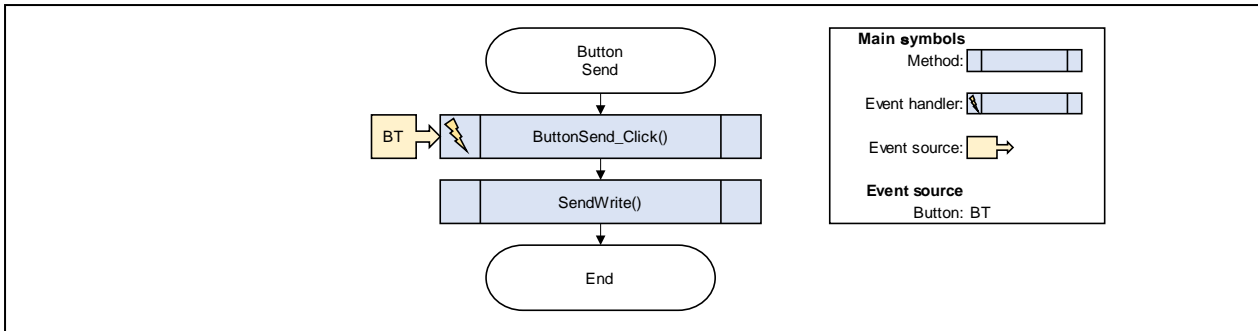 Button
Send
BT
ButtonSend_Click()
SendWrite()
End
Main symbols
Method:
Event handler:
Event source:
Event source
Button: BT